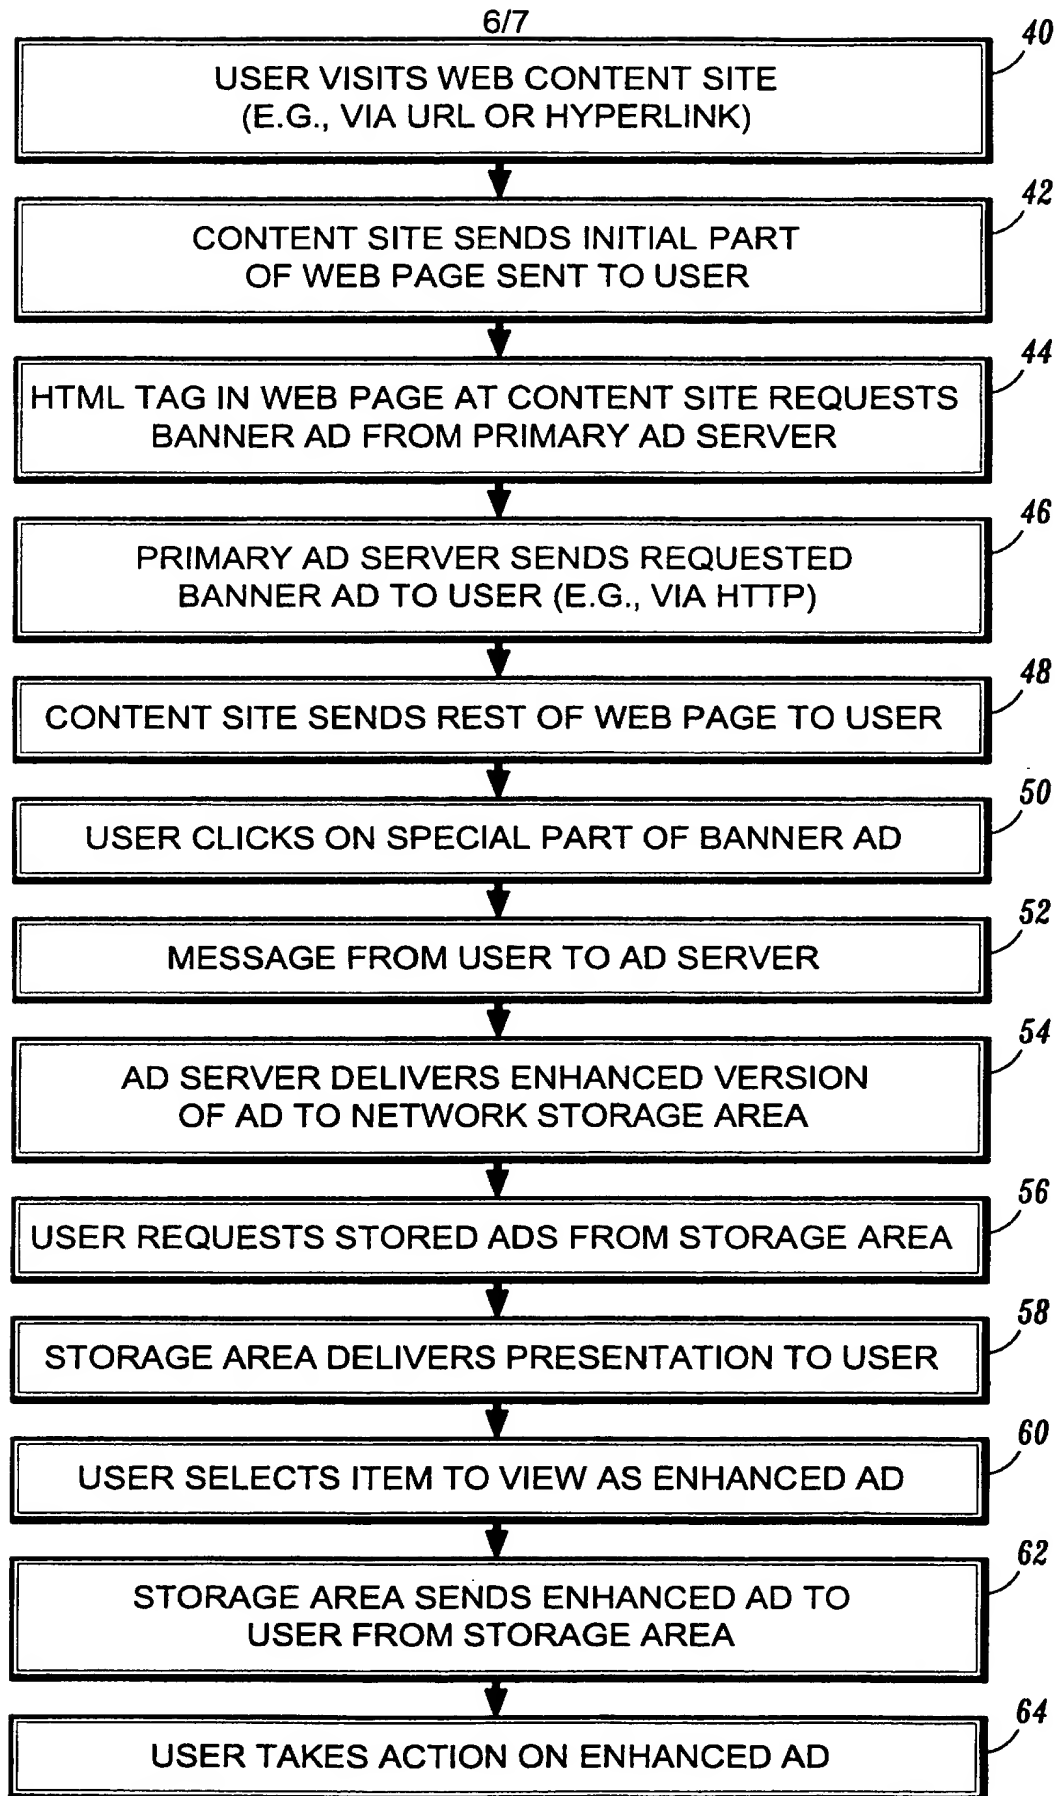 6/7
40
USER VISITS WEB CONTENT SITE
(E.G., VIA URL OR HYPERLINK)
42
CONTENT SITE SENDS INITIAL PART
OF WEB PAGE SENT TO USER
44
HTML TAG IN WEB PAGE AT CONTENT SITE REQUESTS
BANNER AD FROM PRIMARY AD SERVER
46
PRIMARY AD SERVER SENDS REQUESTED
BANNER AD TO USER (E.G., VIA HTTP)
48
CONTENT SITE SENDS REST OF WEB PAGE TO USER
50
USER CLICKS ON SPECIAL PART OF BANNER AD
52
MESSAGE FROM USER TO AD SERVER
54
AD SERVER DELIVERS ENHANCED VERSION
OF AD TO NETWORK STORAGE AREA
56
USER REQUESTS STORED ADS FROM STORAGE AREA
58
STORAGE AREA DELIVERS PRESENTATION TO USER
60
USER SELECTS ITEM TO VIEW AS ENHANCED AD
62
STORAGE AREA SENDS ENHANCED AD TO
USER FROM STORAGE AREA
64
USER TAKES ACTION ON ENHANCED AD